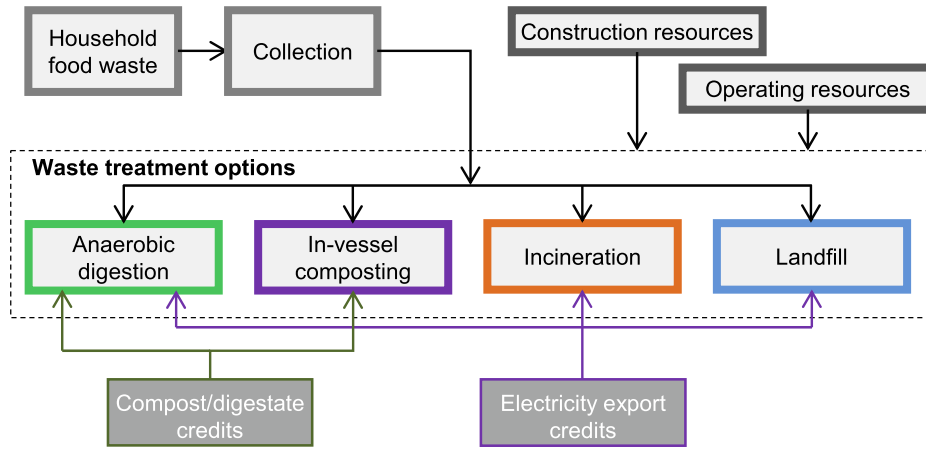 Household
food waste
Collection
Construction resources
Operating resources
Waste treatment options
Anaerobic
digestion
In-vessel
composting
Incineration
Landfill
Compost/digestate
credits
Electricity export
credits